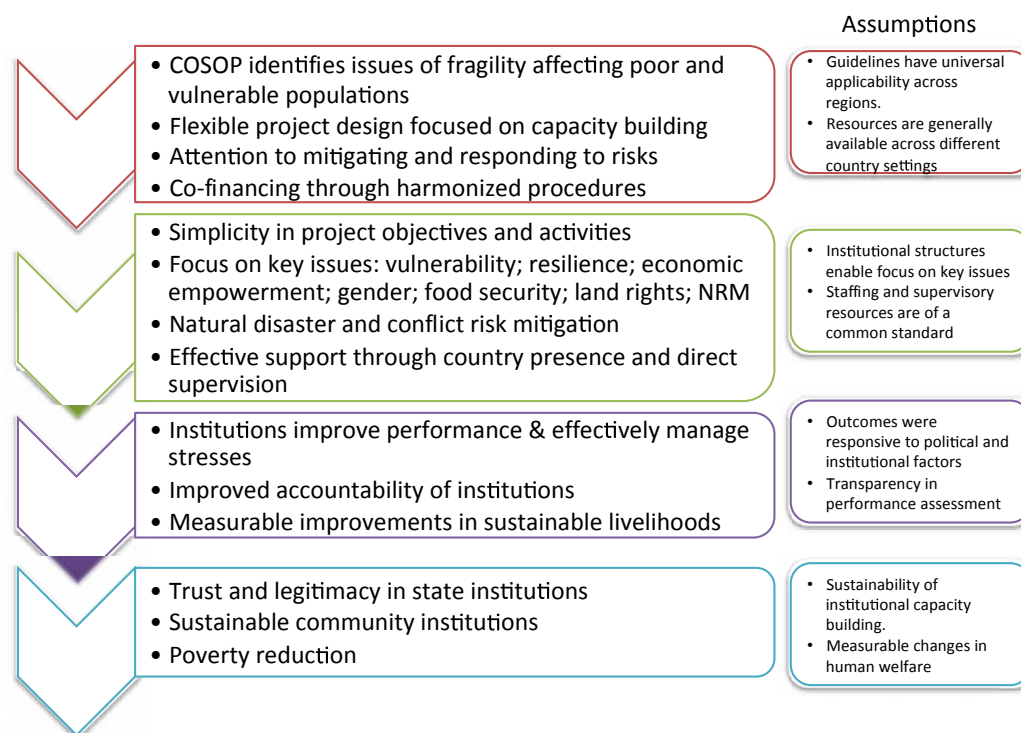 Assumptions
• COSOP identifies issues of fragility affecting poor and
vulnerable populations
• Flexible project design focused on capacity building
• Attention to mitigating and responding to risks
• Co-financing through harmonized procedures
• Guidelines have universal
applicability across
regions.
• Resources are generally
available across different
country settings
• Simplicity in project objectives and activities
• Focus on key issues: vulnerability; resilience; economic
empowerment; gender; food security; land rights; NRM
• Natural disaster and conflict risk mitigation
• Effective support through country presence and direct
supervision
• Institutional structures
enable focus on key issues
• Staffing and supervisory
resources are of a
common standard
• Institutions improve performance & effectively manage
stresses
• Improved accountability of institutions
• Measurable improvements in sustainable livelihoods
• Outcomes were
responsive to political and
institutional factors
• Transparency in
performance assessment
• Trust and legitimacy in state institutions
• Sustainable community institutions
• Poverty reduction
• Sustainability of
institutional capacity
building.
• Measurable changes in
human welfare